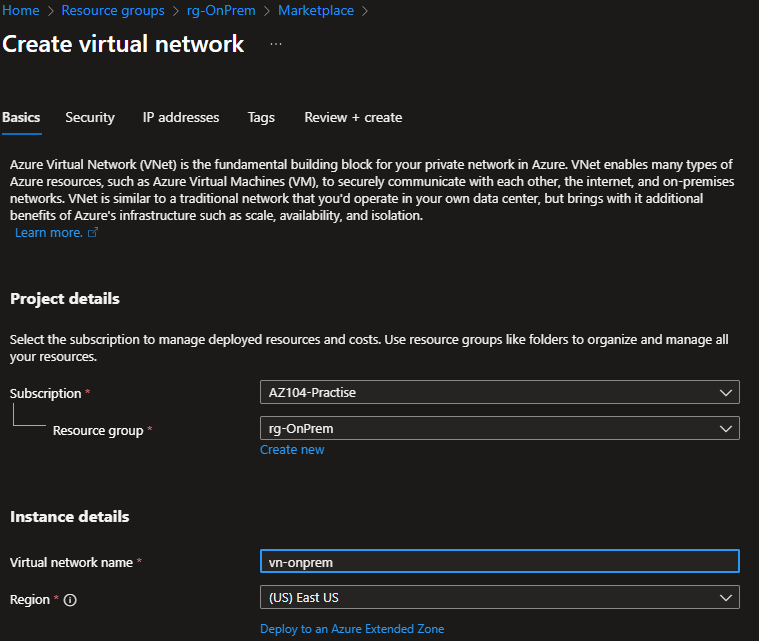 Home > Resource groups > rg-OnPrem > Marketplace >
Create virtual network ...
Basics Security IP addresses Tags Review + create
Azure Virtual Network (VNet) is the fundamental building block for your private network in Azure. VNet enables many types of
Azure resources, such as Azure Virtual Machines (VM), to securely communicate with each other, the internet, and on-premises
networks. VNet is similar to a traditional network that you'd operate in your own data center, but brings with it additional
benefits of Azure's infrastructure such as scale, availability, and isolation.
Learn more.
Project details
Select the subscription to manage deployed resources and costs. Use resource groups like folders to organize and manage all
your resources.
Subscription * AZ104-Practise
Resource group * rg-OnPrem
Create new
Instance details
Virtual network name * vn-onprem
Region * (US) East US
Deploy to an Azure Extended Zone